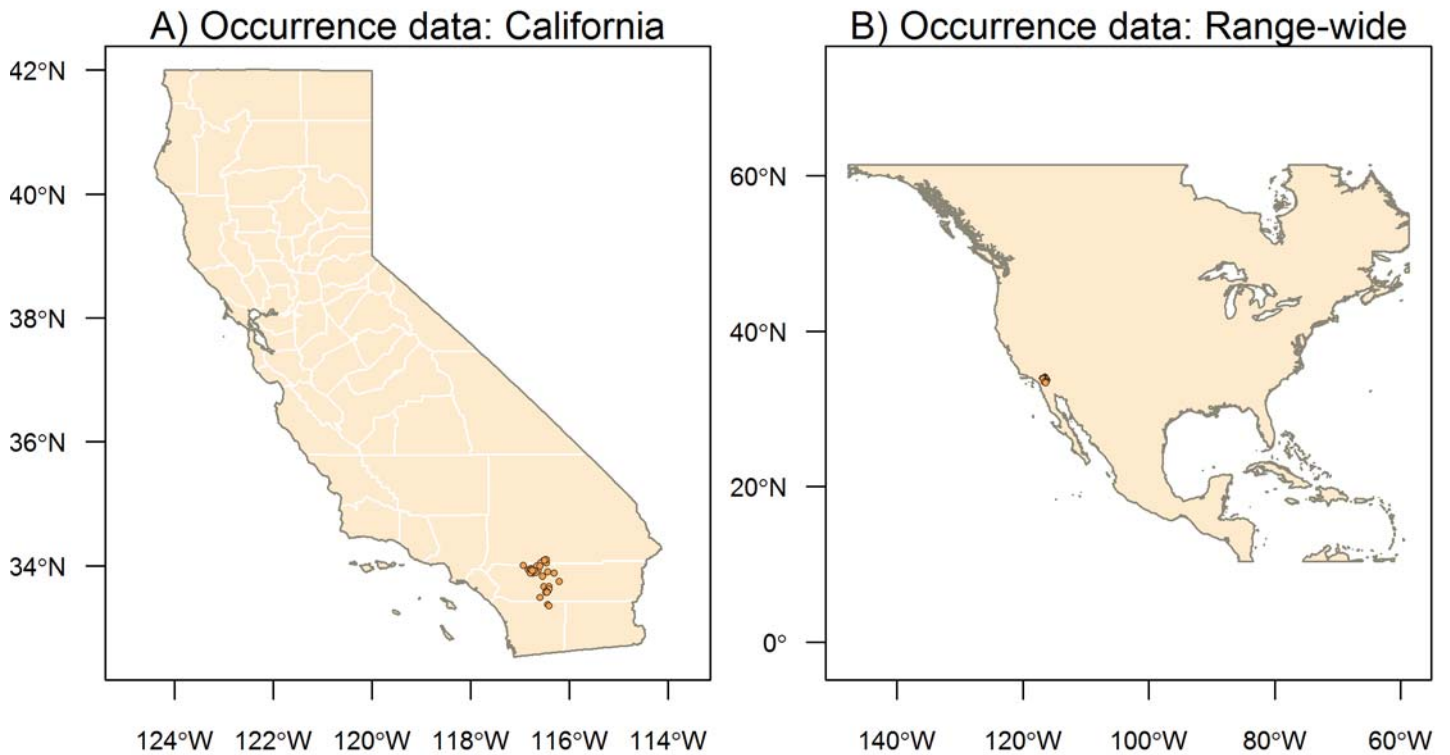 A) Occurrence data: California
42°N
40°N
38°N
36°N
34°N
124°W 122°W 120°W 118°W 116°W 114°W
B) Occurrence data: Range-wide
60°N
40°N
20°N
0°
140°W 120°W 100°W 80°W 60°W